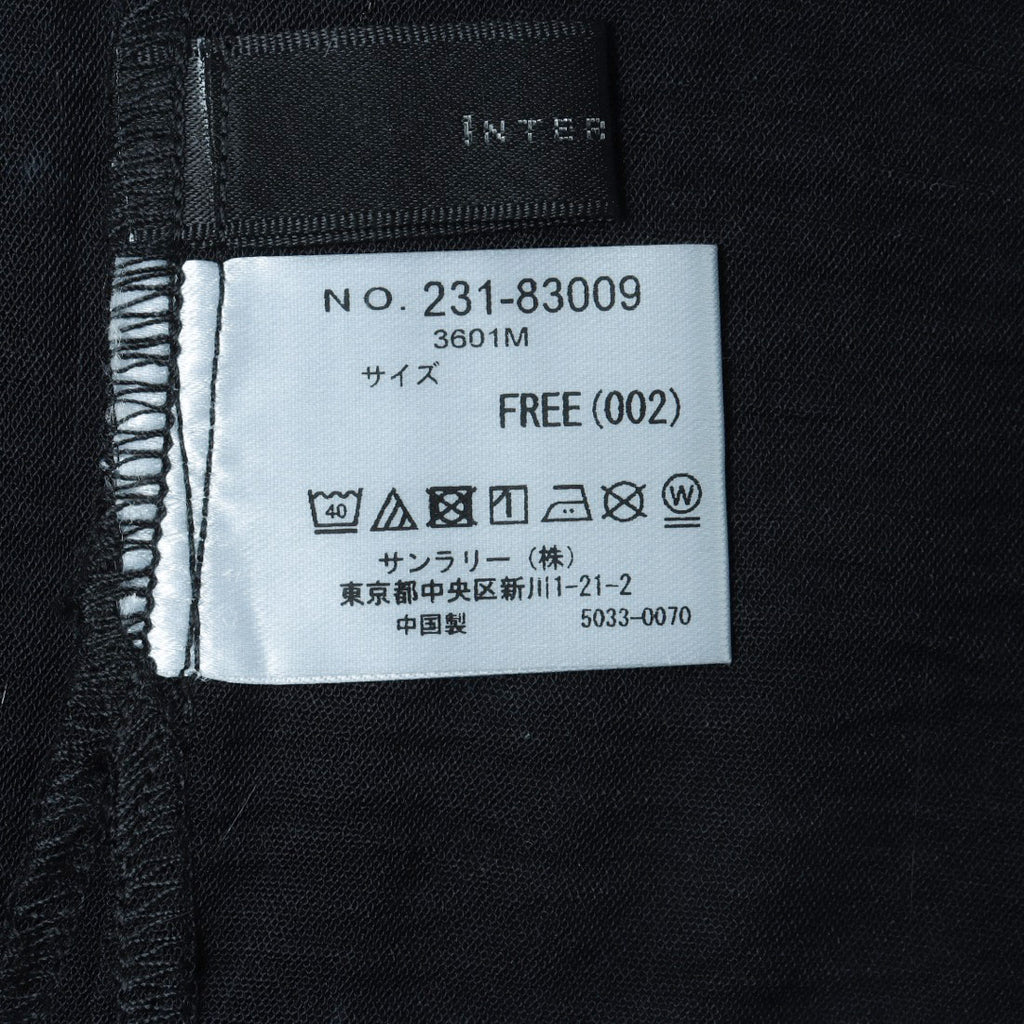 INTER
NO. 231-83009
3601M
サイズ
FREE (002)
40
W
サンラリー（株）
東京都中央区新川1-21-2
中国製 5033-0070